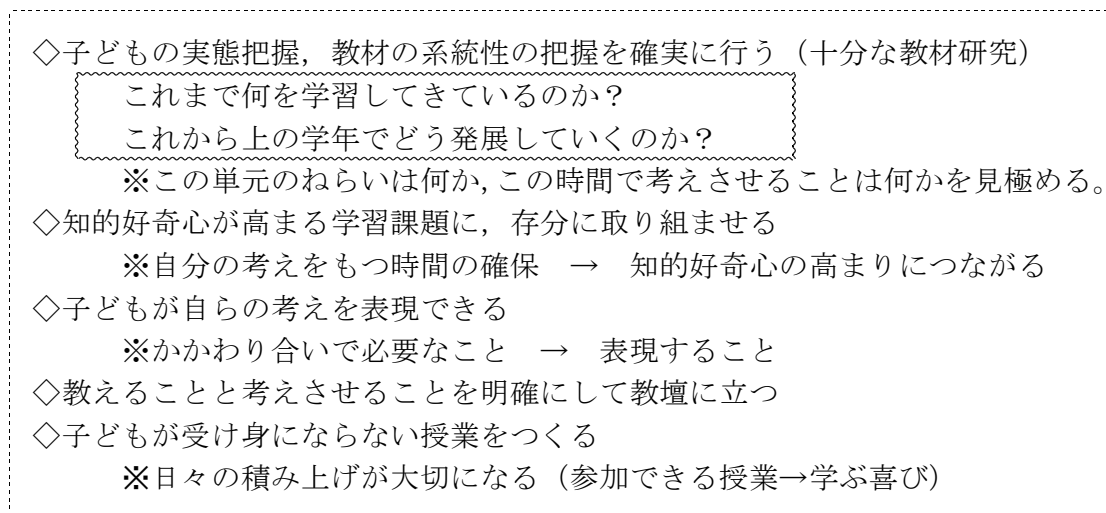 ◇子どもの実態把握，教材の系統性の把握を確実に行う（十分な教材研究）
これまで何を学習してきているのか？
これから上の学年でどう発展していくのか？
※この単元のねらいは何か,この時間で考えさせることは何かを見極める。
◇知的好奇心が高まる学習課題に，存分に取り組ませる
※自分の考えをもつ時間の確保　→　知的好奇心の高まりにつながる
◇子どもが自らの考えを表現できる
※かかわり合いで必要なこと　→　表現すること
◇教えることと考えさせることを明確にして教壇に立つ
◇子どもが受け身にならない授業をつくる
※日々の積み上げが大切になる（参加できる授業→学ぶ喜び）